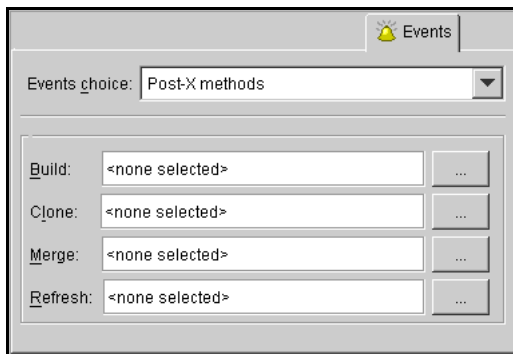 Events
Events choice: Post-X methods
Build: <none selected> ...
Clone: <none selected> ...
Merge: <none selected> ...
Refresh: <none selected> ...